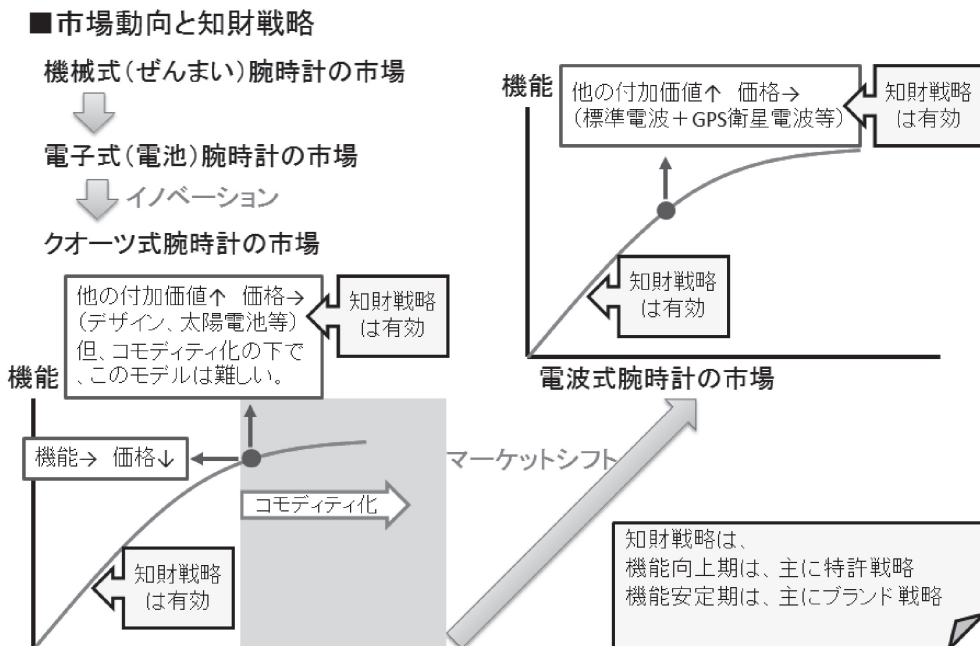 ■市場動向と知財戦略
機械式（ぜんまい）腕時計の市場
電子式（電池）腕時計の市場
イノベーション
クオーツ式腕時計の市場
他の付加価値↑ 価格→
（デザイン、太陽電池等）
但、コモディティ化の下で
、このモデルは難しい。
知財戦略
は有効
機能
機能→ 価格↓
コモディティ化
知財戦略
は有効
マーケットシフト
機能
他の付加価値↑ 価格→
（標準電波＋GPS衛星電波等）
知財戦略
は有効
知財戦略
は有効
電波式腕時計の市場
知財戦略は、
機能向上期は、主に特許戦略
機能安定期は、主にブランド戦略